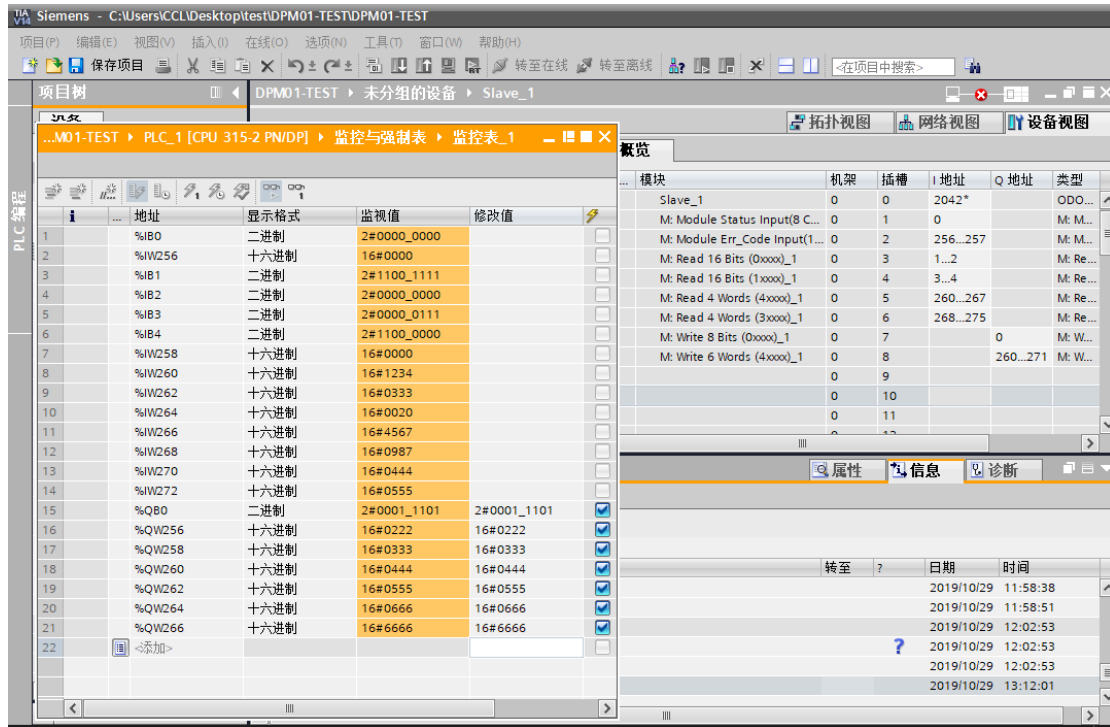 TIA V14 Siemens - C:\Users\CCL\Desktop\test\DPM01-TEST\DPM01-TEST
项目(P) 编辑(E) 视图(V) 插入(I) 在线(O) 选项(N) 工具(T) 窗口(W) 帮助(H)
保存项目 转至在线 转至离线 <在项目中搜索>
项目树 DPM01-TEST ▸ 未分组的设备 ▸ Slave_1
拓扑视图 网络视图 设备视图
PLC 编程
...M01-TEST ▸ PLC_1 [CPU 315-2 PN/DP] ▸ 监控与强制表 ▸ 监控表_1
i ... 地址 显示格式 监视值 修改值
1 %IB0 二进制 2#0000_0000
2 %IW256 十六进制 16#0000
3 %IB1 二进制 2#1100_1111
4 %IB2 二进制 2#0000_0000
5 %IB3 二进制 2#0000_0111
6 %IB4 二进制 2#1100_0000
7 %IW258 十六进制 16#0000
8 %IW260 十六进制 16#1234
9 %IW262 十六进制 16#0333
10 %IW264 十六进制 16#0020
11 %IW266 十六进制 16#4567
12 %IW268 十六进制 16#0987
13 %IW270 十六进制 16#0444
14 %IW272 十六进制 16#0555
15 %QB0 二进制 2#0001_1101 2#0001_1101
16 %QW256 十六进制 16#0222 16#0222
17 %QW258 十六进制 16#0333 16#0333
18 %QW260 十六进制 16#0444 16#0444
19 %QW262 十六进制 16#0555 16#0555
20 %QW264 十六进制 16#0666 16#0666
21 %QW266 十六进制 16#6666 16#6666
22 <添加>
概览
... 模块 机架 插槽 I 地址 Q 地址 类型
Slave_1 0 0 2042* ODO...
M: Module Status Input(8 C... 0 1 0 M: M...
M: Module Err_Code Input(1... 0 2 256...257 M: M...
M: Read 16 Bits (0xxxx)_1 0 3 1...2 M: Re...
M: Read 16 Bits (1xxxx)_1 0 4 3...4 M: Re...
M: Read 4 Words (4xxxx)_1 0 5 260...267 M: Re...
M: Read 4 Words (3xxxx)_1 0 6 268...275 M: Re...
M: Write 8 Bits (0xxxx)_1 0 7 0 M: W...
M: Write 6 Words (4xxxx)_1 0 8 260...271 M: W...
0 9
0 10
0 11
属性 信息 诊断
转至 ? 日期 时间
2019/10/29 11:58:38
2019/10/29 11:58:51
2019/10/29 12:02:53
? 2019/10/29 12:02:53
2019/10/29 12:02:53
2019/10/29 13:12:01